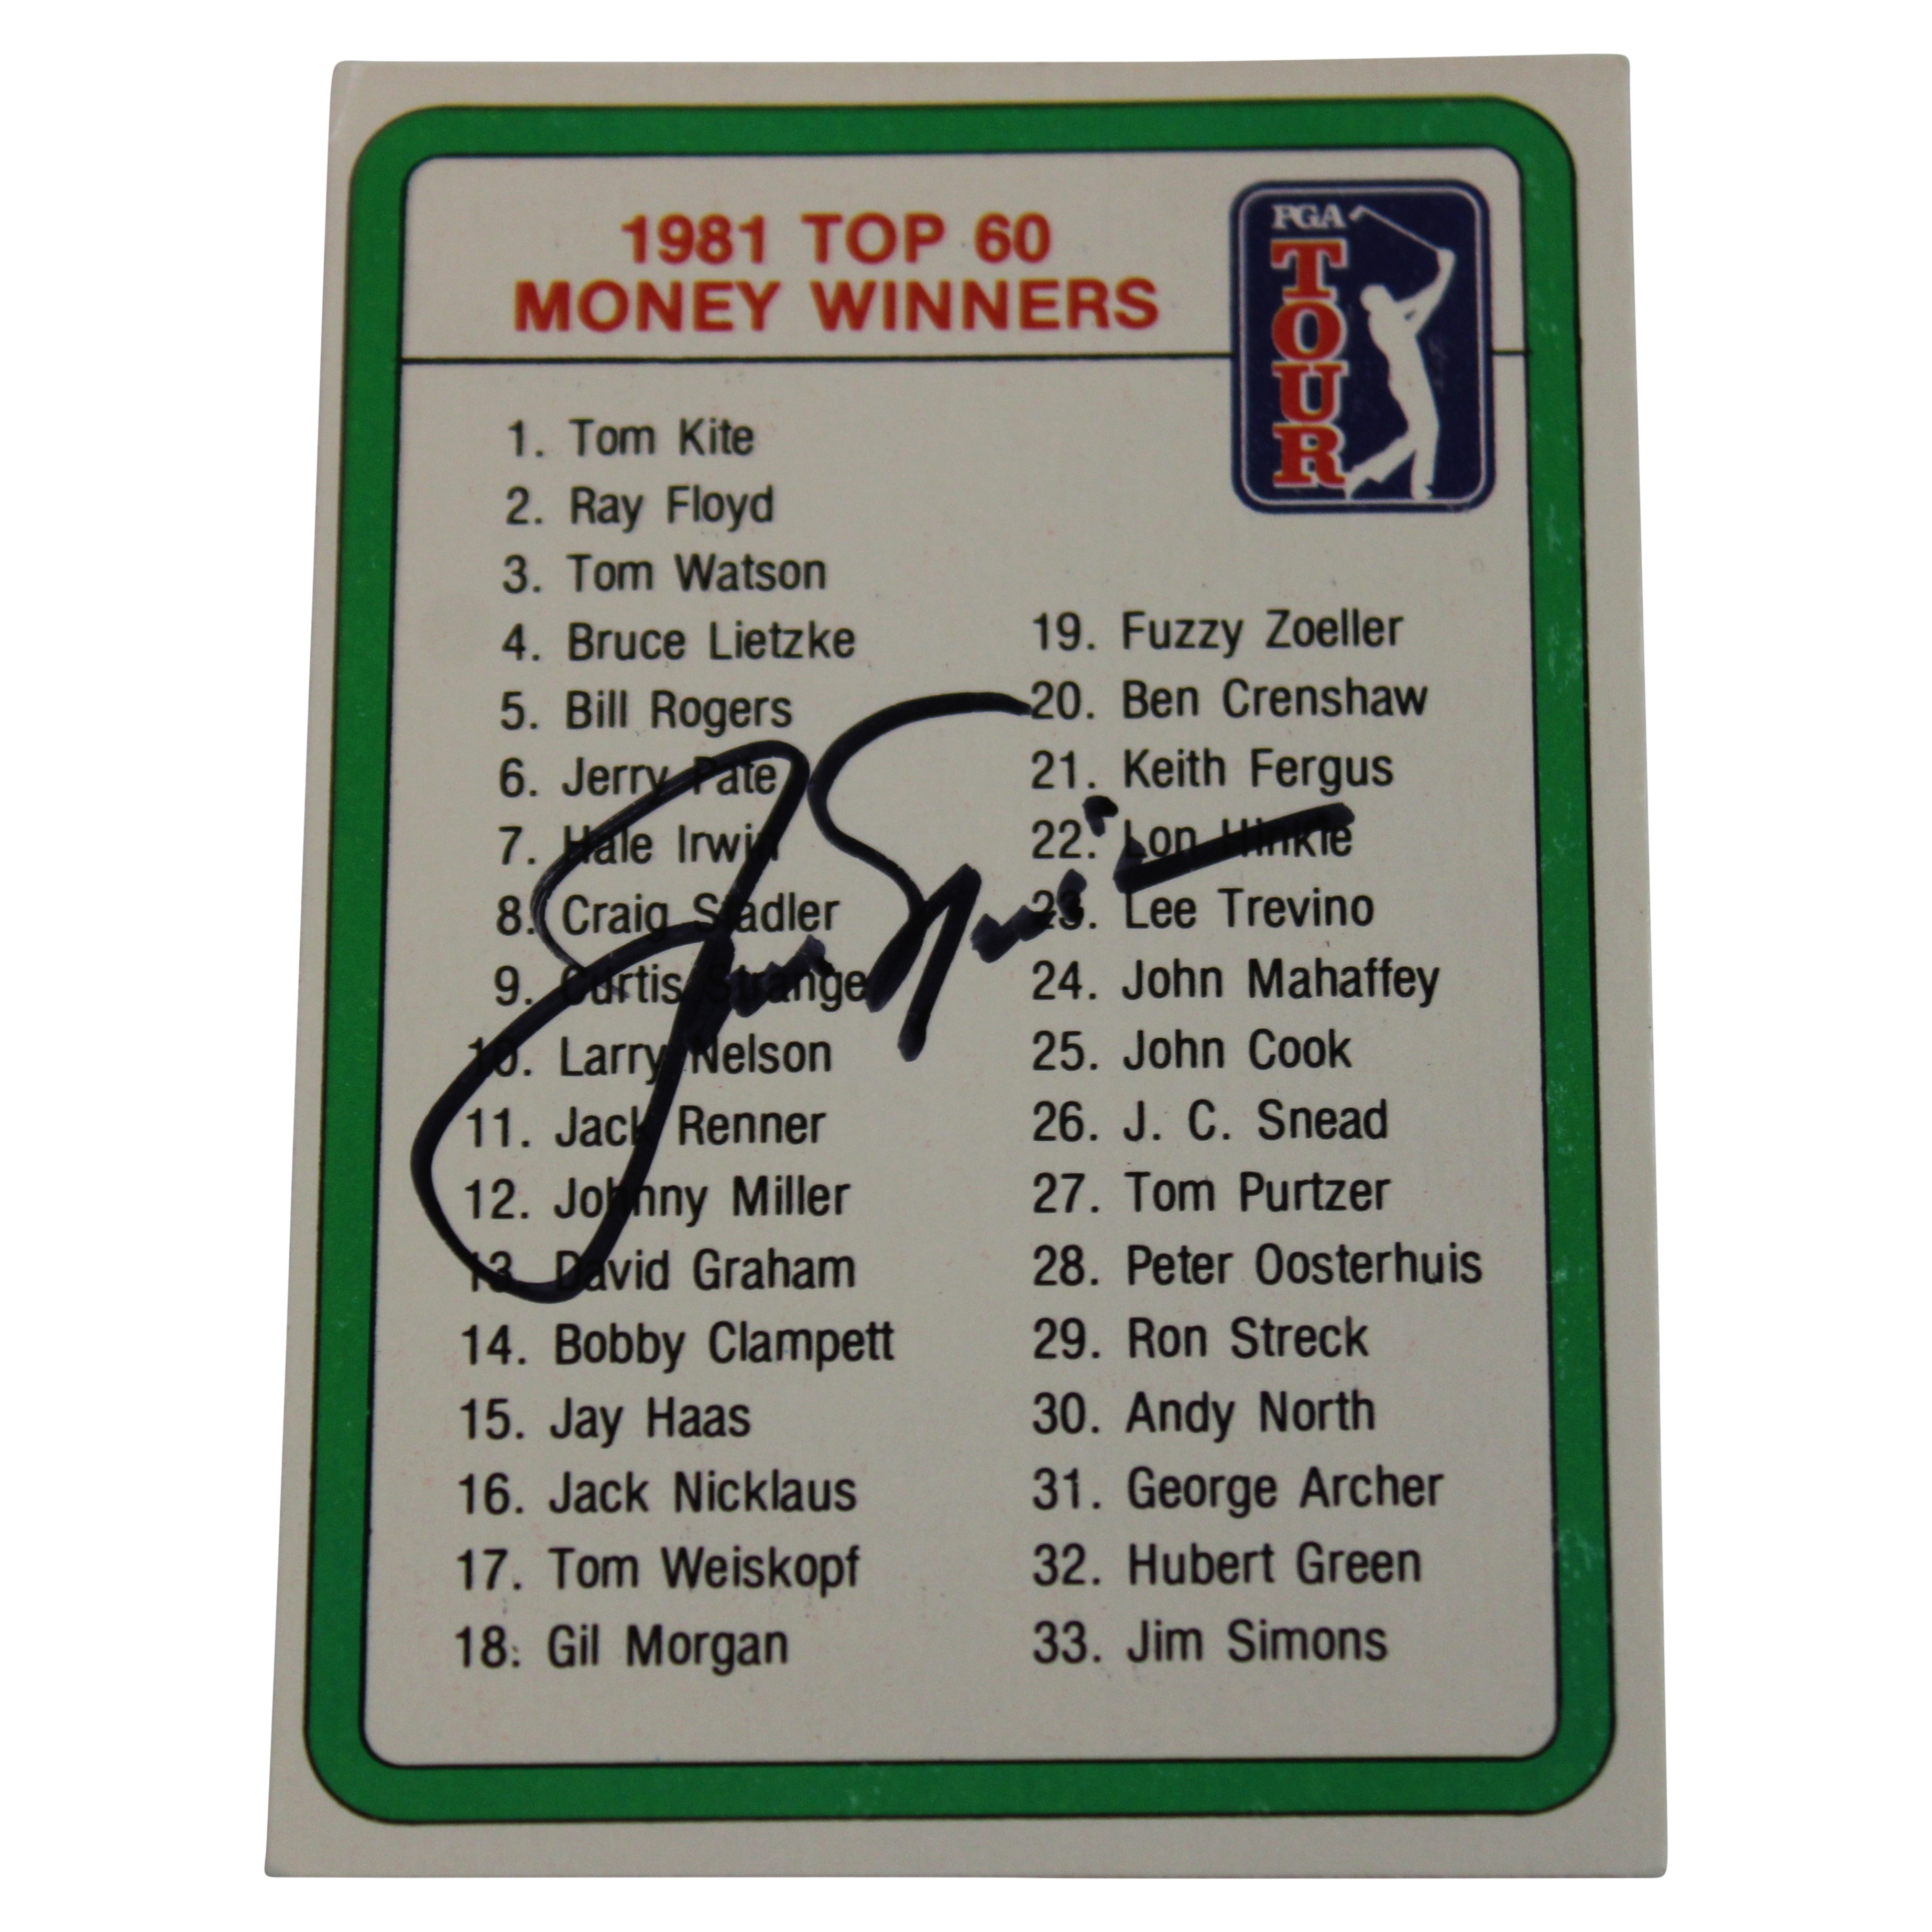 1981 TOP 60
MONEY WINNERS
PGA
TOUR
1. Tom Kite
2. Ray Floyd
3. Tom Watson
4. Bruce Lietzke
5. Bill Rogers
6. Jerry Pate
7. Hale Irwin
8. Craig Stadler
9. Curtis Strange
10. Larry Nelson
11. Jack Renner
12. Johnny Miller
13. David Graham
14. Bobby Clampett
15. Jay Haas
16. Jack Nicklaus
17. Tom Weiskopf
18. Gil Morgan
19. Fuzzy Zoeller
20. Ben Crenshaw
21. Keith Fergus
22. Lon Hinkle
23. Lee Trevino
24. John Mahaffey
25. John Cook
26. J. C. Snead
27. Tom Purtzer
28. Peter Oosterhuis
29. Ron Streck
30. Andy North
31. George Archer
32. Hubert Green
33. Jim Simons